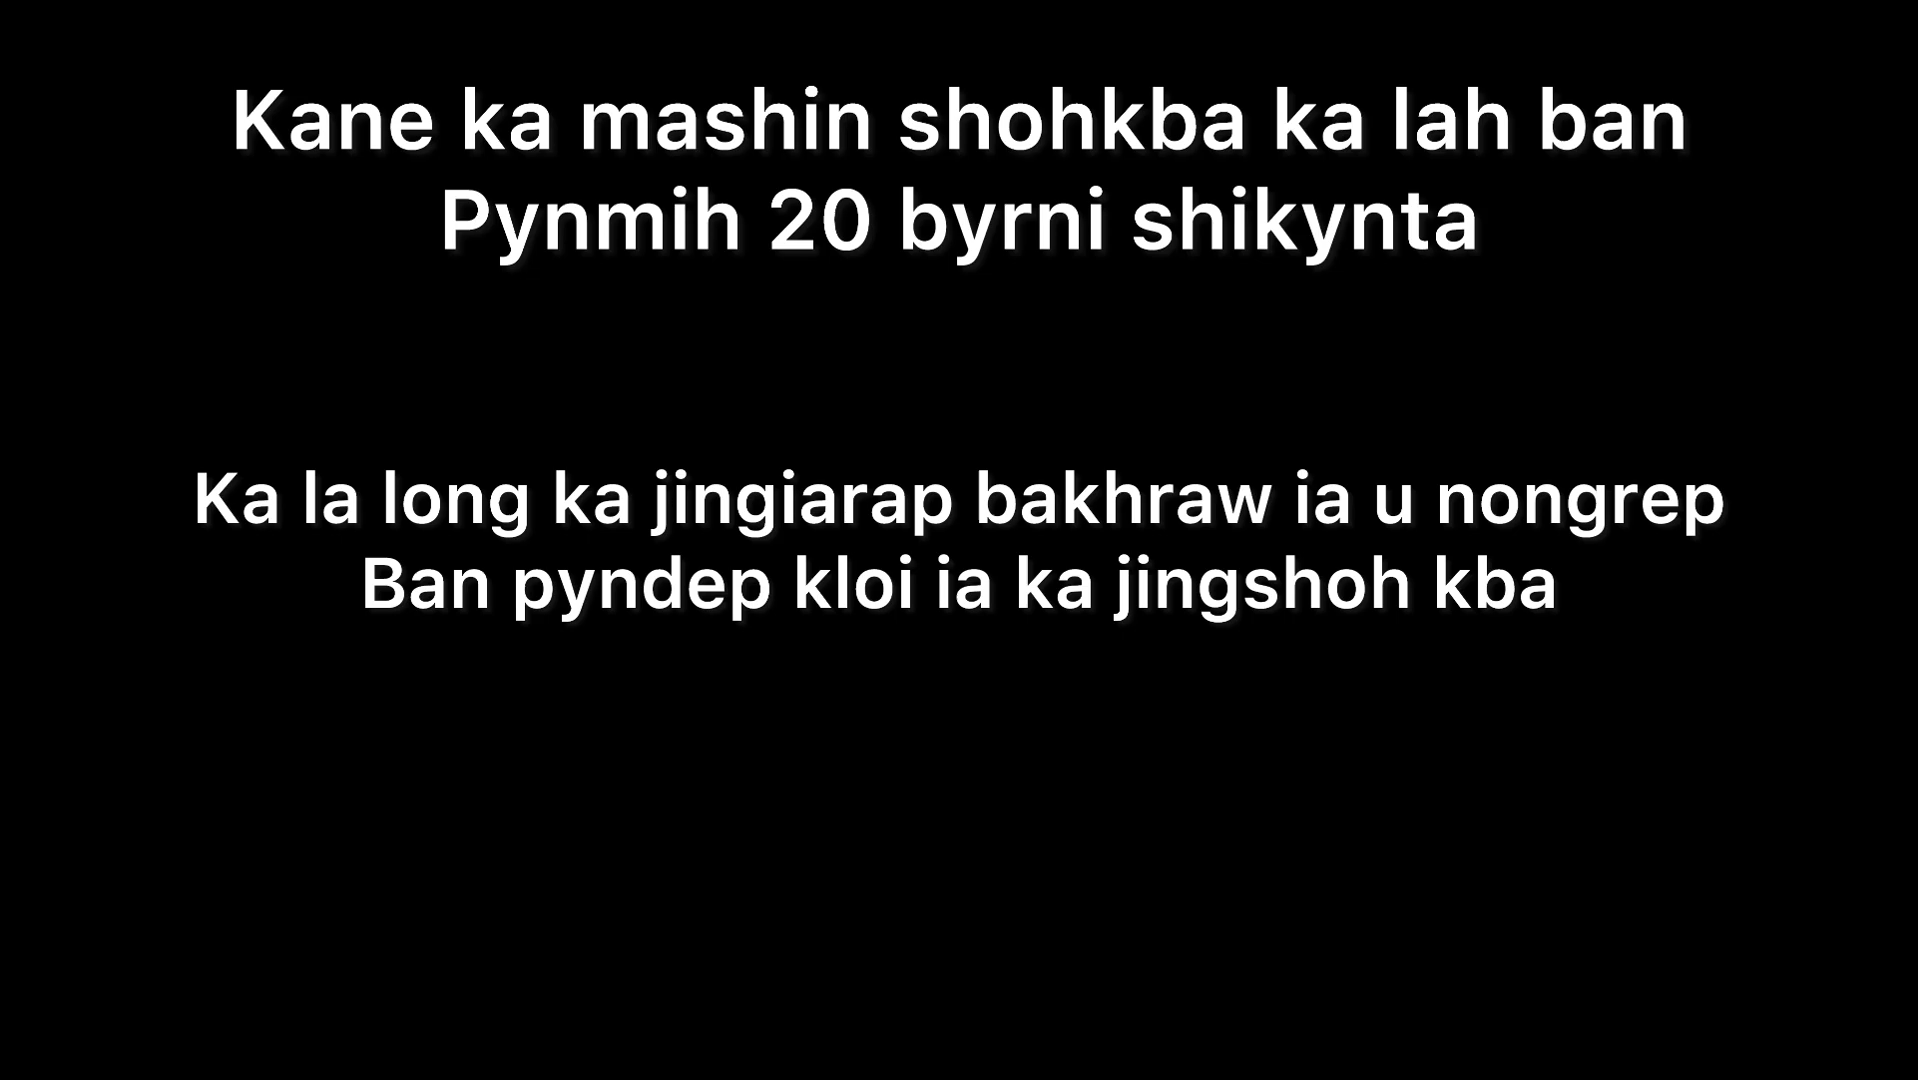 Kane ka mashin shohkba ka lah ban
Pynmih 20 byrni shikynta
Ka la long ka jingiarap bakhraw ia u nongrep
Ban pyndep kloi ia ka jingshoh kba